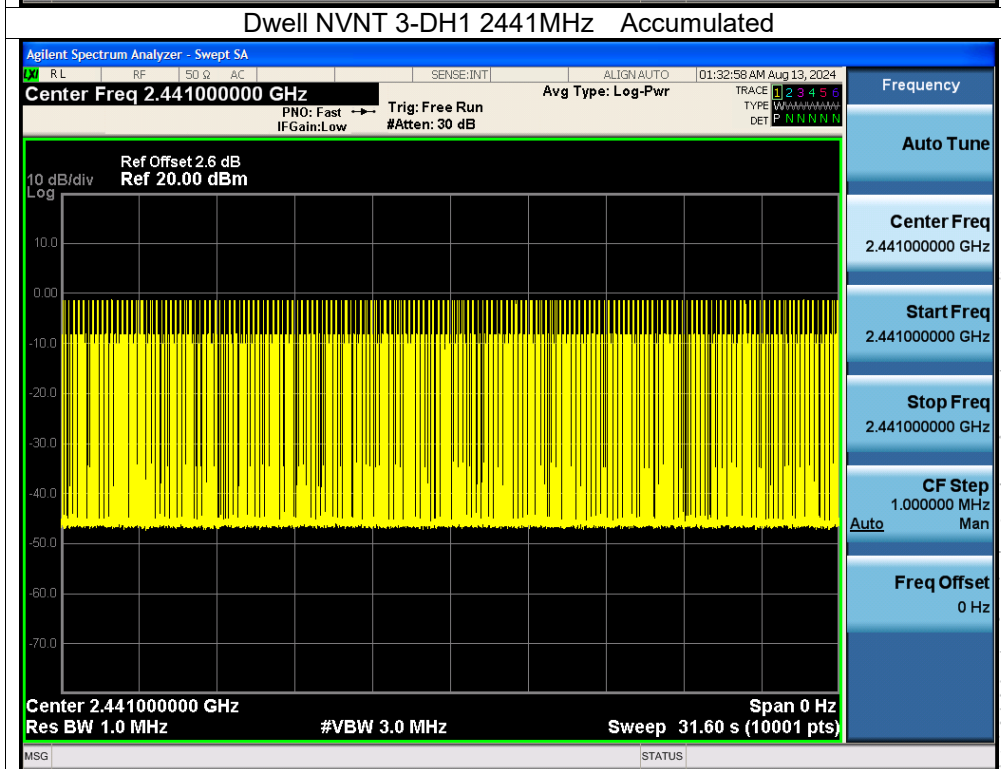 Dwell NVNT 3-DH1 2441MHz Accumulated
Agilent Spectrum Analyzer - Swept SA
LXI RL RF 50 Ω AC SENSE:INT ALIGN AUTO 01:32:58 AM Aug 13, 2024
Center Freq 2.441000000 GHz Avg Type: Log-Pwr TRACE 1 2 3 4 5 6
PNO: Fast Trig: Free Run TYPE WWWWWW
IFGain:Low #Atten: 30 dB DET P N N N N N
Frequency
Auto Tune
Ref Offset 2.6 dB
10 dB/div Ref 20.00 dBm
Log
10.0
0.00
-10.0
-20.0
-30.0
-40.0
-50.0
-60.0
-70.0
Center Freq
2.441000000 GHz
Start Freq
2.441000000 GHz
Stop Freq
2.441000000 GHz
CF Step
1.000000 MHz
Auto Man
Freq Offset
0 Hz
Center 2.441000000 GHz Span 0 Hz
Res BW 1.0 MHz #VBW 3.0 MHz Sweep 31.60 s (10001 pts)
MSG STATUS